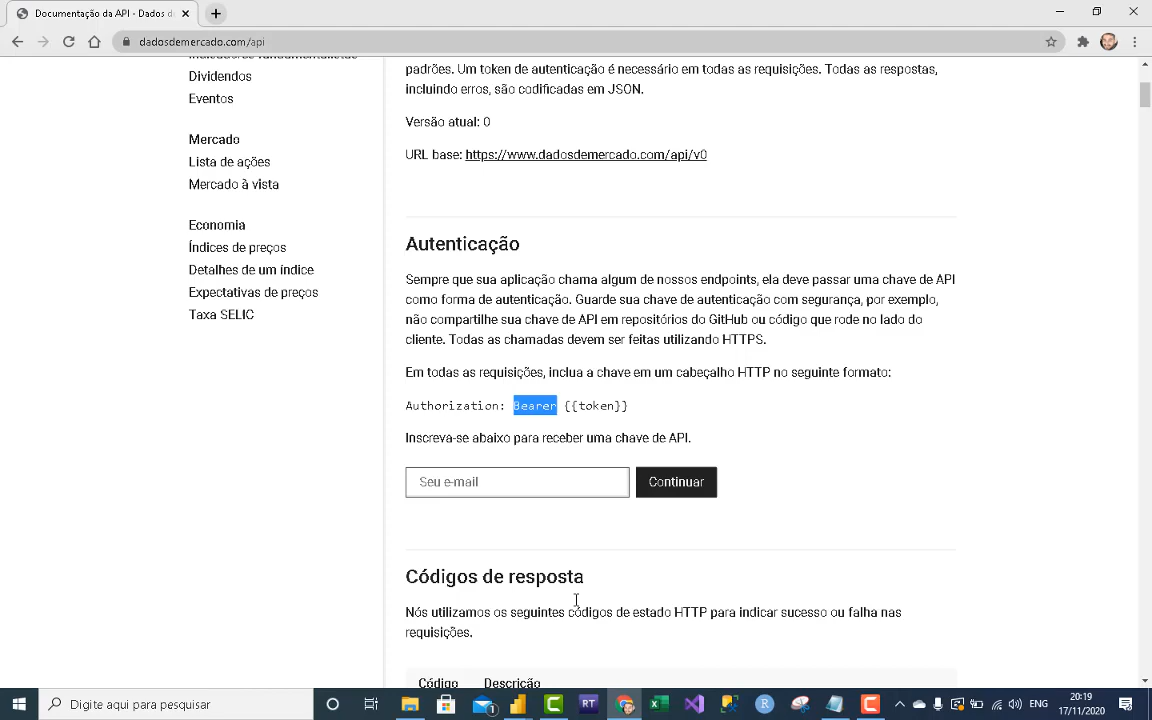 Documentação da API - Dados d
dadosdemercado.com/api
Dividendos
Eventos
Mercado
Lista de ações
Mercado à vista
Economia
Índices de preços
Detalhes de um índice
Expectativas de preços
Taxa SELIC
padrões. Um token de autenticação é necessário em todas as requisições. Todas as respostas,
incluindo erros, são codificadas em JSON.
Versão atual: 0
URL base: https://www.dadosdemercado.com/api/v0
Autenticação
Sempre que sua aplicação chama algum de nossos endpoints, ela deve passar uma chave de API
como forma de autenticação. Guarde sua chave de autenticação com segurança, por exemplo,
não compartilhe sua chave de API em repositórios do GitHub ou código que rode no lado do
cliente. Todas as chamadas devem ser feitas utilizando HTTPS.
Em todas as requisições, inclua a chave em um cabeçalho HTTP no seguinte formato:
Authorization: Bearer {{token}}
Inscreva-se abaixo para receber uma chave de API.
Seu e-mail
Continuar
Códigos de resposta
Nós utilizamos os seguintes códigos de estado HTTP para indicar sucesso ou falha nas
requisições.
Código Descrição
Digite aqui para pesquisar
1
RT
R
ENG
20:19
17/11/2020